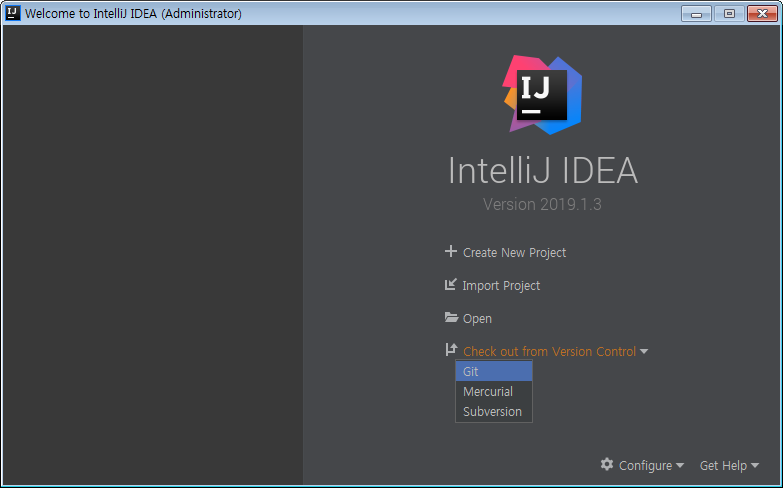 Welcome to IntelliJ IDEA (Administrator)
IJ
IntelliJ IDEA
Version 2019.1.3
Create New Project
Import Project
Open
Check out from Version Control
Git
Mercurial
Subversion
Configure
Get Help